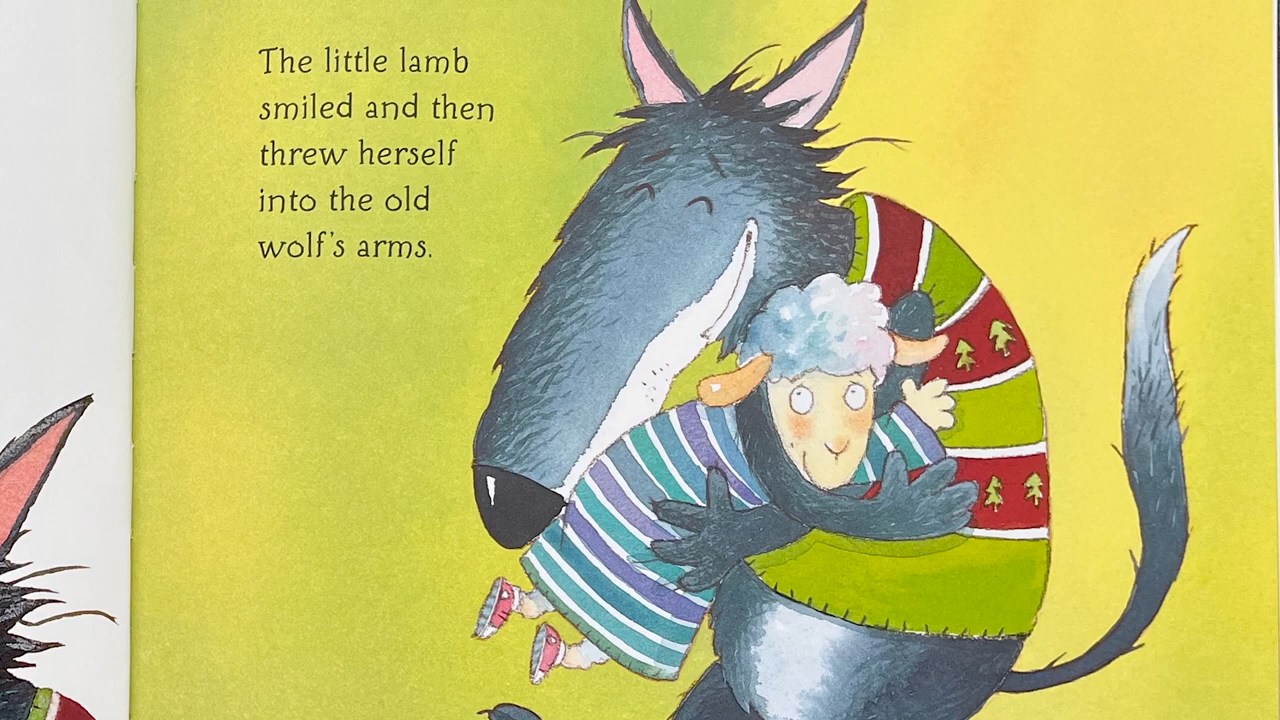 The little lamb
smiled and then
threw herself
into the old
wolf's arms.